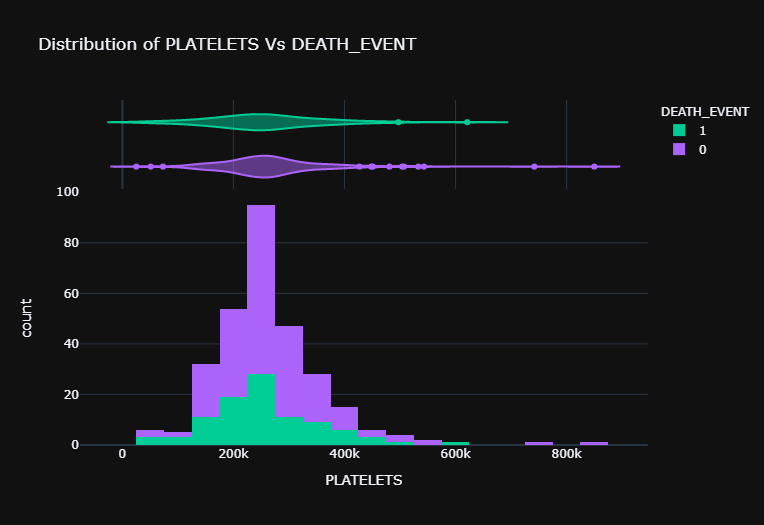 Distribution of PLATELETS Vs DEATH_EVENT
DEATH_EVENT
1
0
100
80
60
40
20
0
count
0 200k 400k 600k 800k
PLATELETS